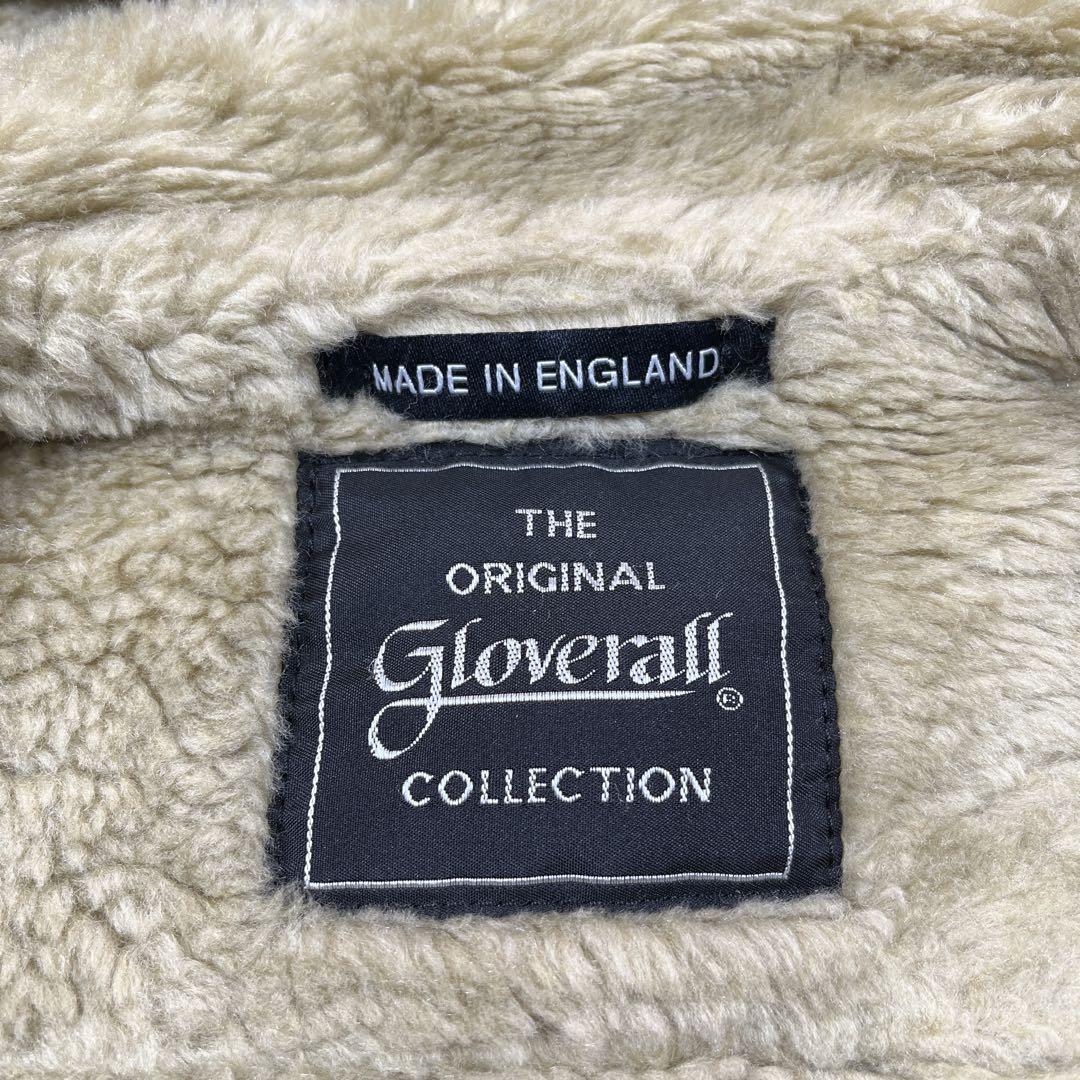 MADE IN ENGLAND
THE
ORIGINAL
Gloverall ®
COLLECTION